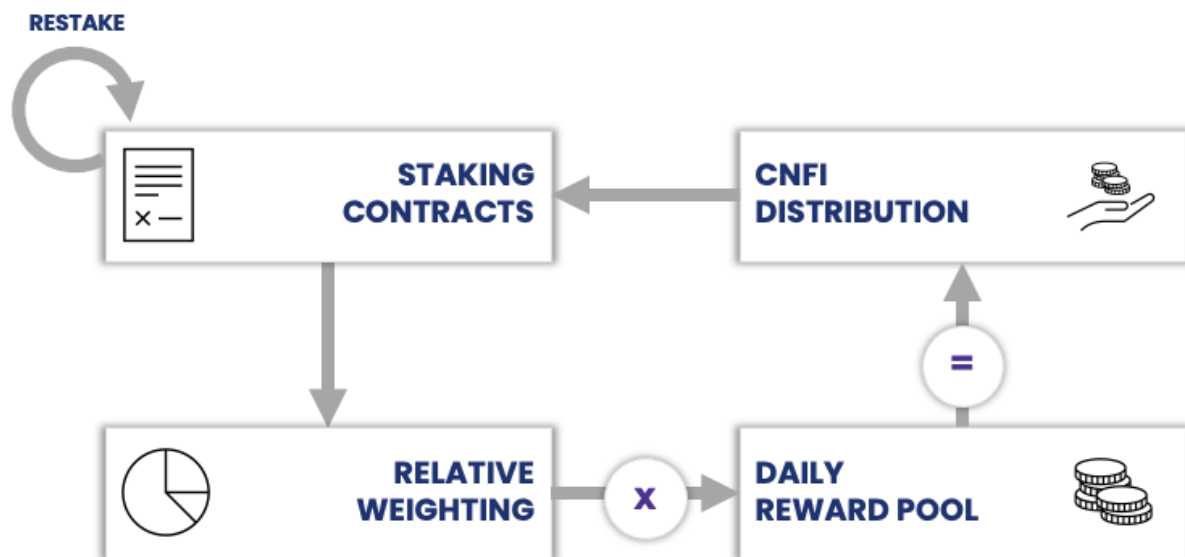 RESTAKE
STAKING
CONTRACTS
CNFI
DISTRIBUTION
=
RELATIVE
WEIGHTING
x
DAILY
REWARD POOL